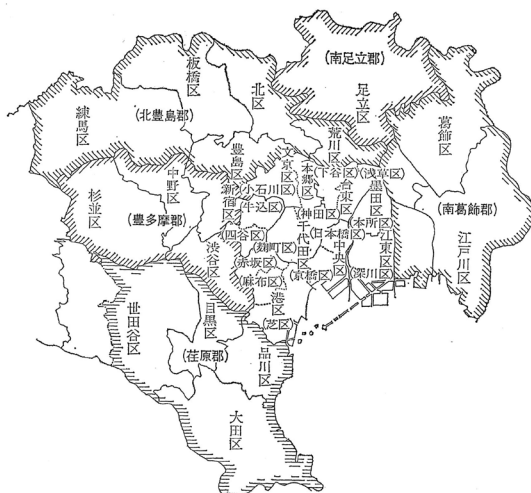 (南足立郡)
足立区
板橋区
北区
葛飾区
練馬区
(北豊島郡)
荒川区
豊島区
文京区
(本郷区)
(下谷区)
台東区
(浅草区)
(小石川区)
中野区
杉並区
(豊多摩郡)
新宿区
(牛込区)
墨田区
(本所区)
(南葛飾郡)
江戸川区
(神田区)
千代田区
(四谷区)
(麹町区)
(日本橋区)
中央区
江東区
渋谷区
(赤坂区)
(麻布区)
(京橋区)
(深川区)
港区
(芝区)
世田谷区
目黒区
(荏原郡)
品川区
大田区